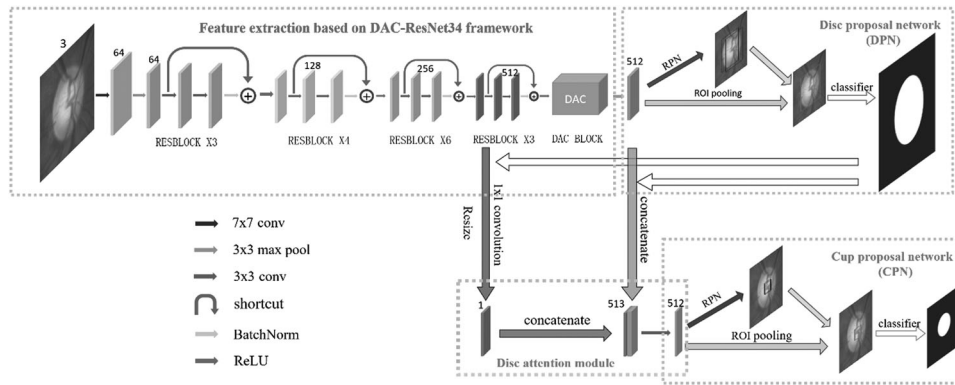 Feature extraction based on DAC-ResNet34 framework
3
64
64
128
256
512
DAC
RESBLOCK X3
RESBLOCK X4
RESBLOCK X6
RESBLOCK X3
DAC BLOCK
Disc proposal network
(DPN)
512
RPN
ROI pooling
classifier
Resize
1x1 convolution
concatenate
7x7 conv
3x3 max pool
3x3 conv
shortcut
BatchNorm
ReLU
1
concatenate
513
512
Disc attention module
Cup proposal network
(CPN)
RPN
ROI pooling
classifier